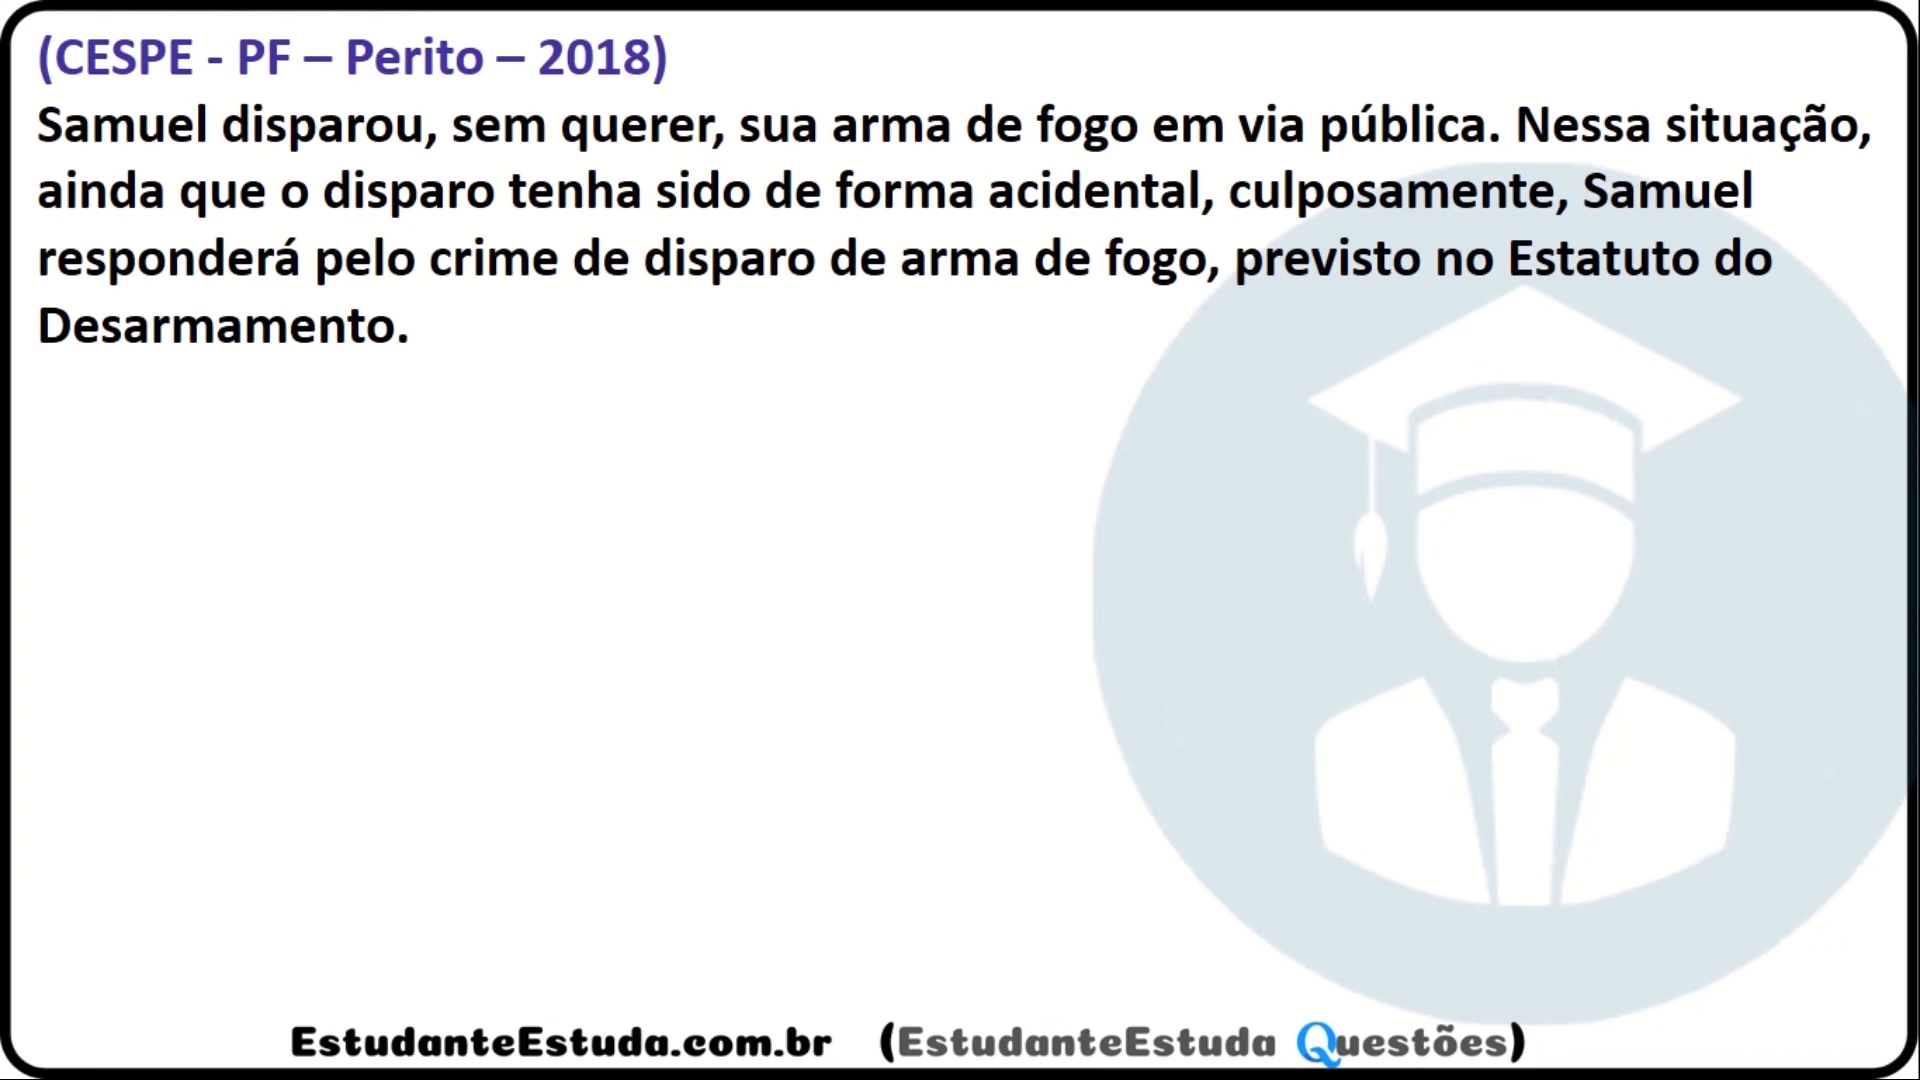 (CESPE - PF – Perito – 2018)
Samuel disparou, sem querer, sua arma de fogo em via pública. Nessa situação,
ainda que o disparo tenha sido de forma acidental, culposamente, Samuel
responderá pelo crime de disparo de arma de fogo, previsto no Estatuto do
Desarmamento.
EstudanteEstuda.com.br (EstudanteEstuda Questões)